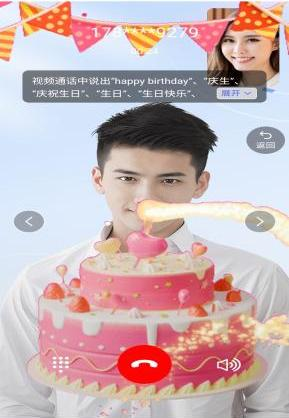 176****9279
视频通话中说出"happy birthday"、"庆生"、
"庆祝生日"、"生日"、"生日快乐"、 展开
返回